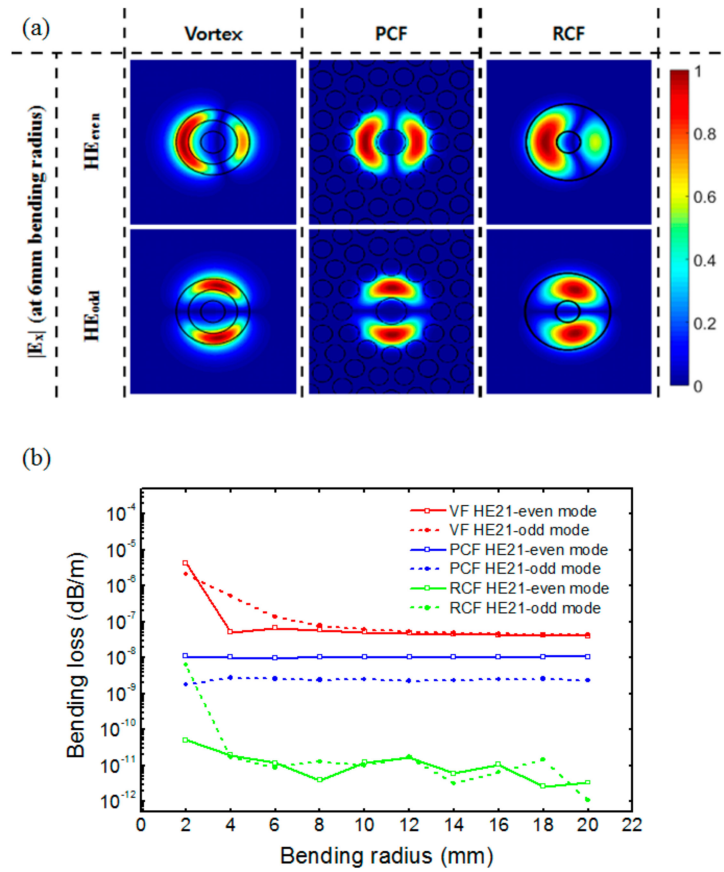 (a)
Vortex
PCF
RCF
|Ex| (at 6mm bending radius)
HEeven
HEodd
1
0.8
0.6
0.4
0.2
0
(b)
Bending loss (dB/m)
10-4
10-5
10-6
10-7
10-8
10-9
10-10
10-11
10-12
VF HE21-even mode
VF HE21-odd mode
PCF HE21-even mode
PCF HE21-odd mode
RCF HE21-even mode
RCF HE21-odd mode
0 2 4 6 8 10 12 14 16 18 20 22
Bending radius (mm)